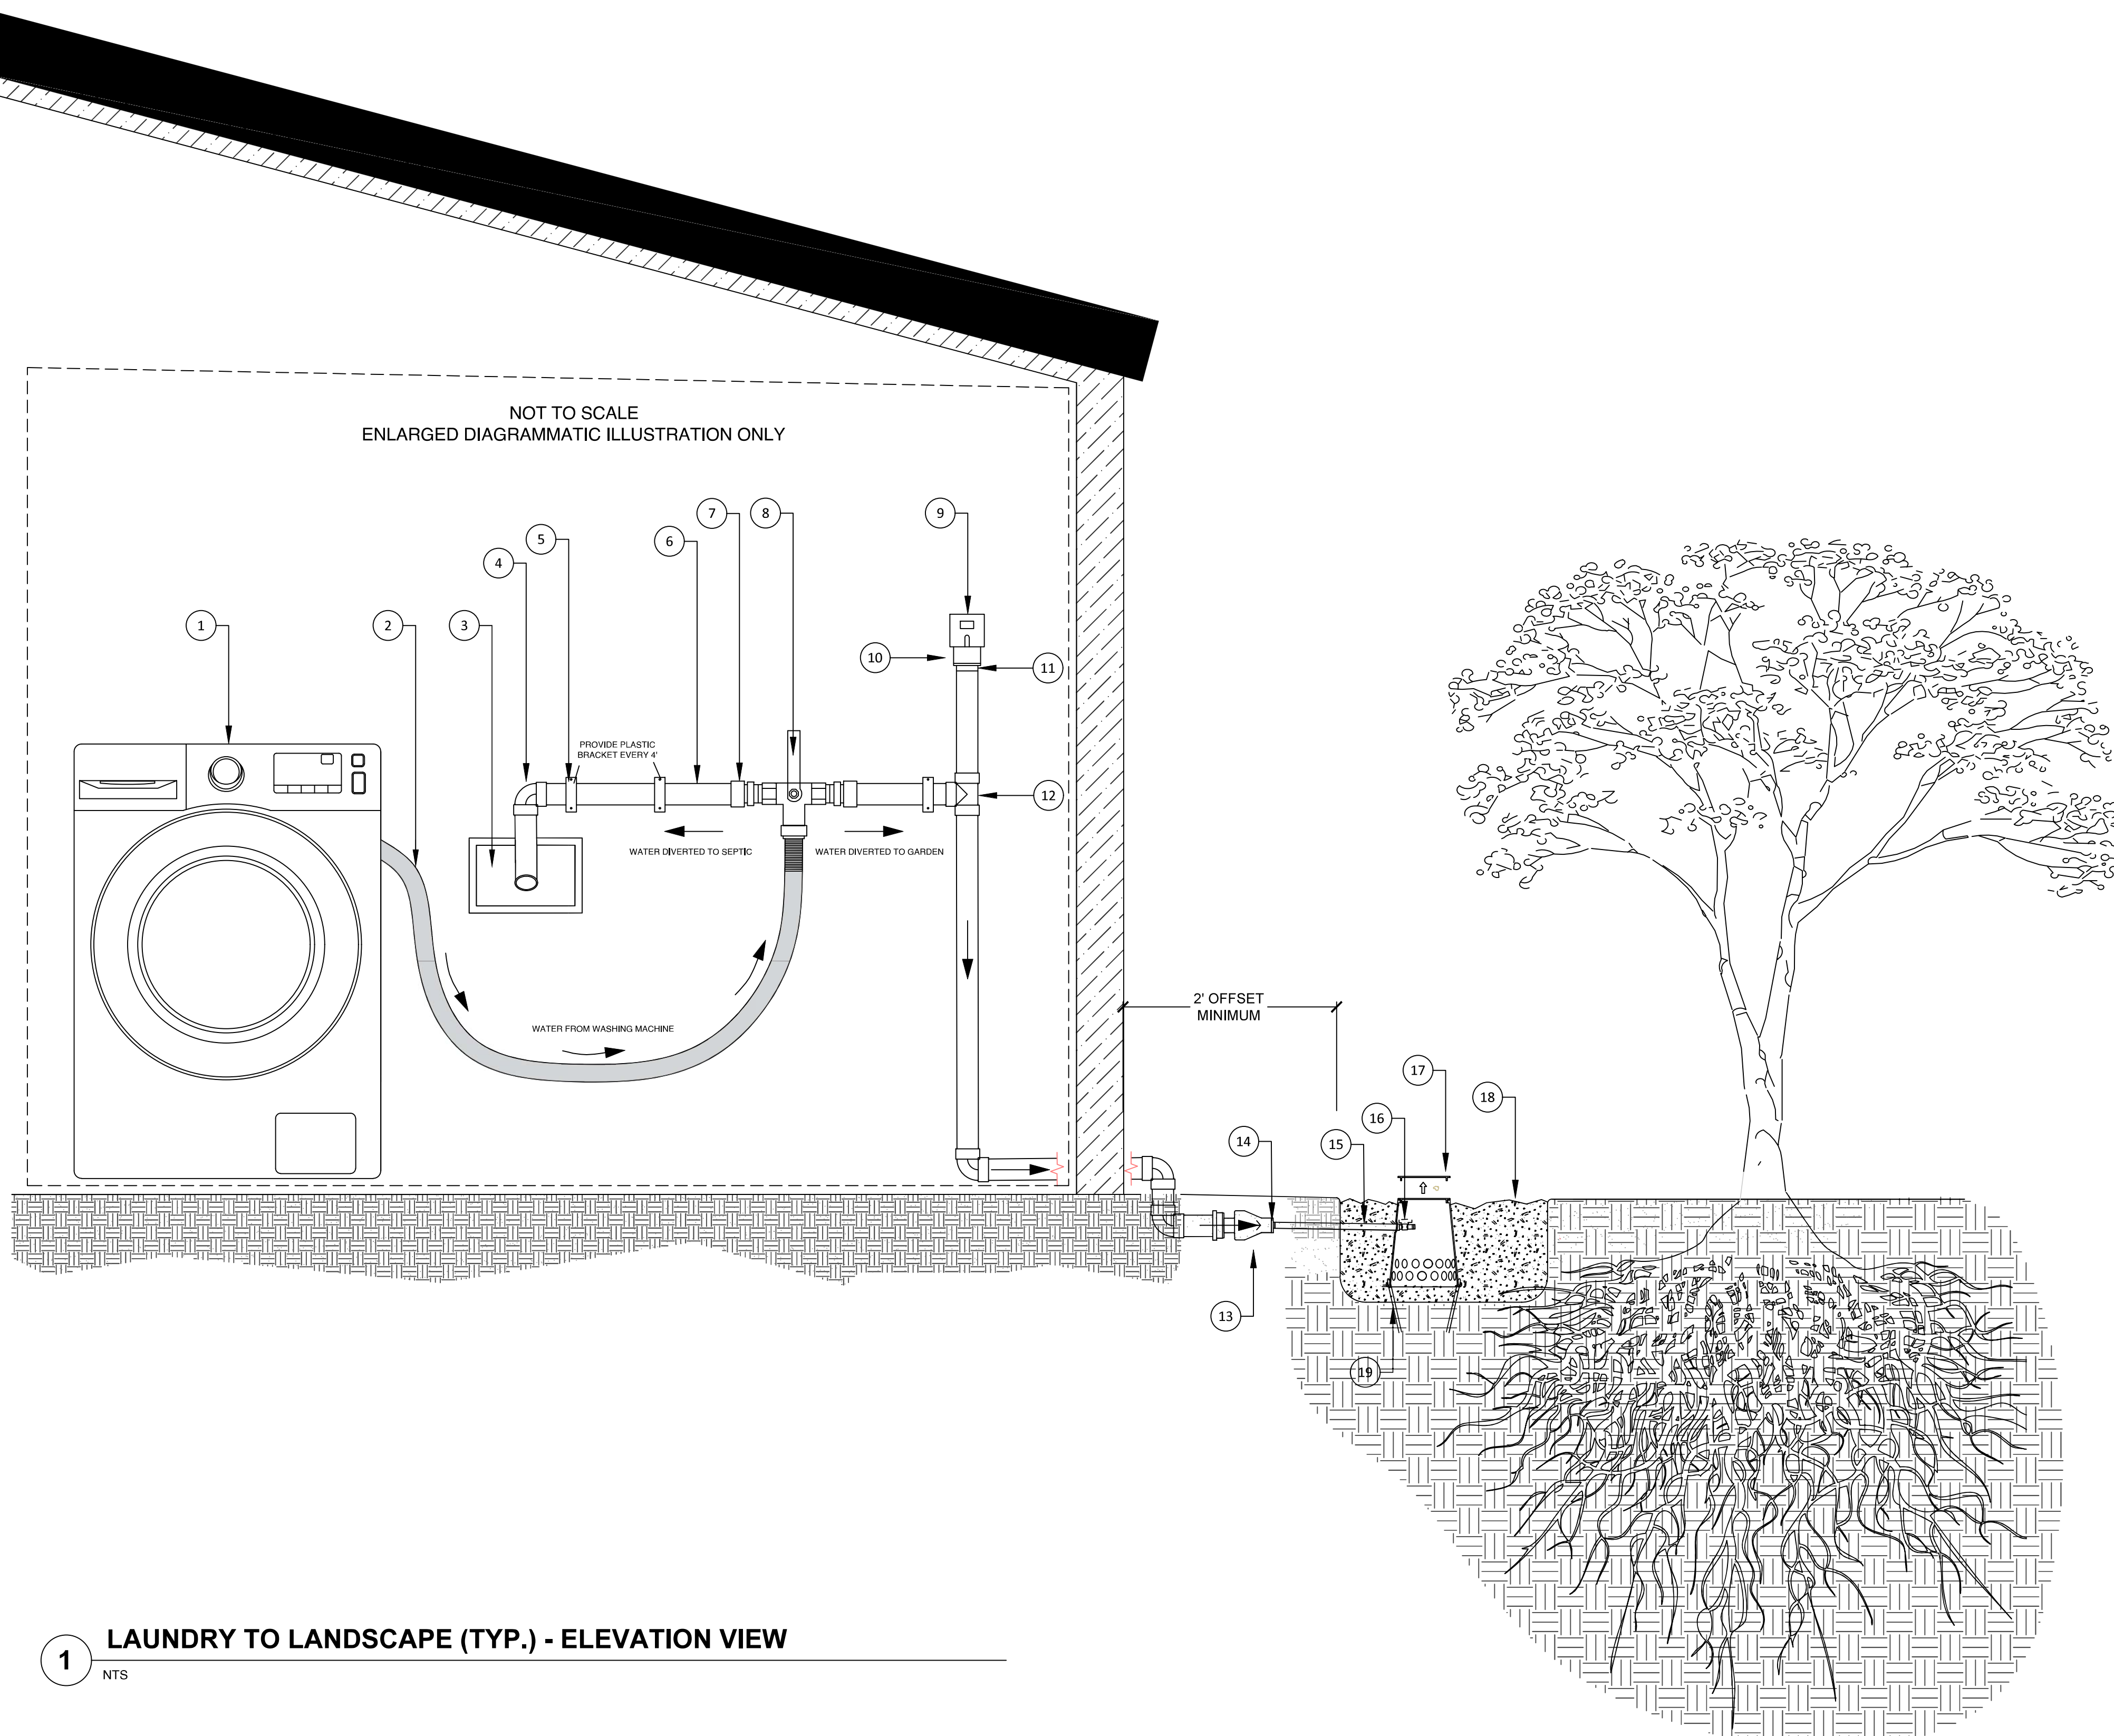 NOT TO SCALE
ENLARGED DIAGRAMMATIC ILLUSTRATION ONLY
7
8
9
5
6
4
1
2
3
10
11
PROVIDE PLASTIC
BRACKET EVERY 4'
12
WATER DIVERTED TO SEPTIC
WATER DIVERTED TO GARDEN
2' OFFSET
MINIMUM
WATER FROM WASHING MACHINE
17
18
16
14
15
13
19
1
LAUNDRY TO LANDSCAPE (TYP.) - ELEVATION VIEW
NTS